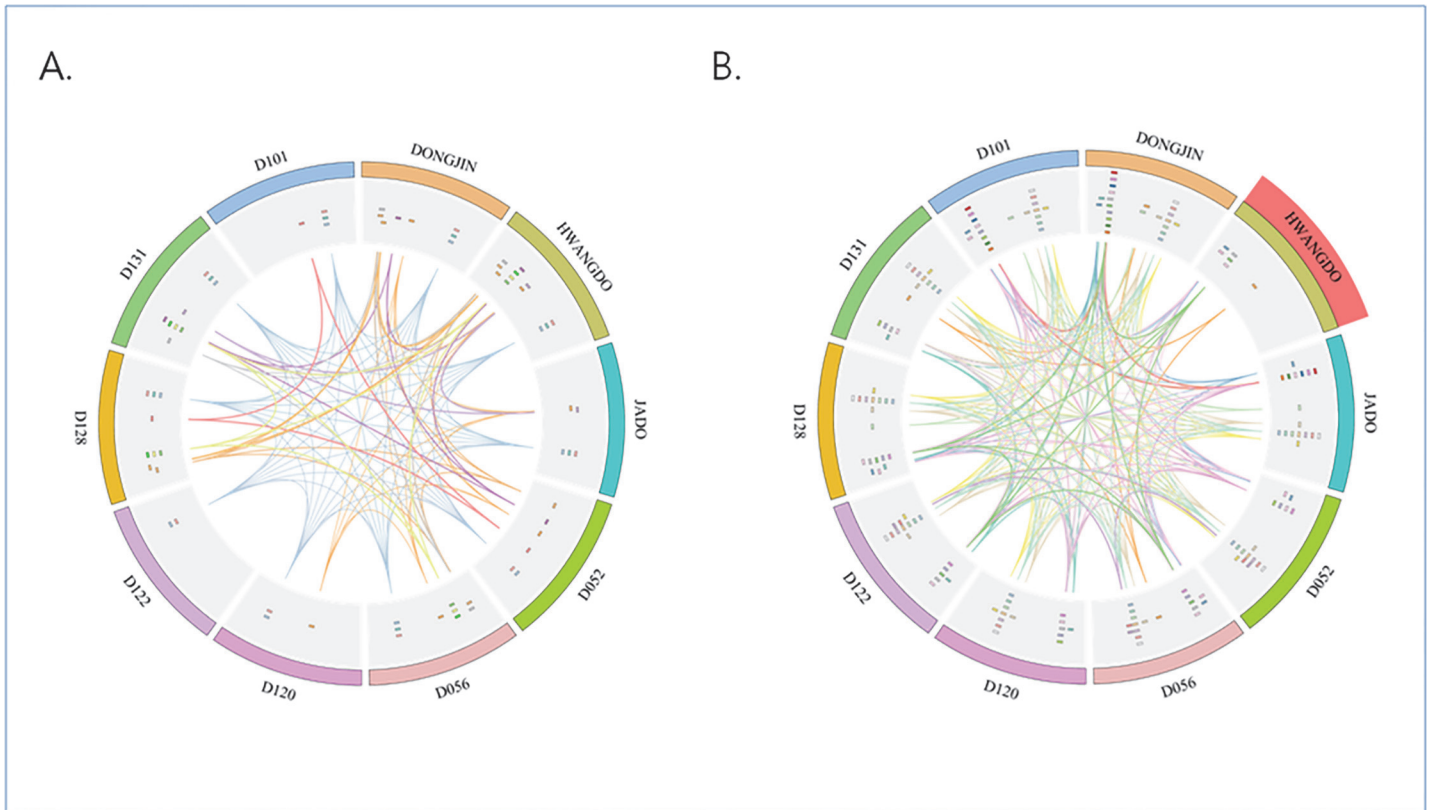 A.
B.
D101
DONGJIN
HWANGDO
JADO
D052
D056
D120
D122
D128
D131
D101
DONGJIN
HWANGDO
JADO
D052
D056
D120
D122
D128
D131